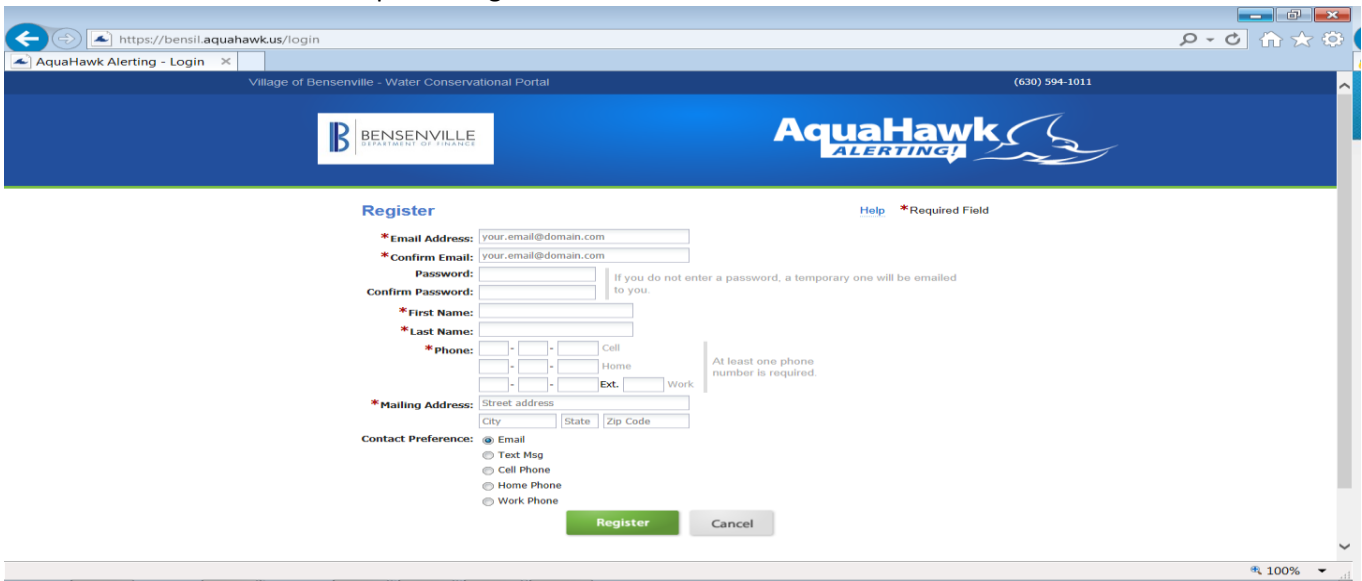 https://bensil.aquahawk.us/login
AquaHawk Alerting - Login
Village of Bensenville - Water Conservational Portal (630) 594-1011
BENSENVILLE
DEPARTMENT OF FINANCE
AquaHawk
ALERTING!
Register Help *Required Field
*Email Address: your.email@domain.com
*Confirm Email: your.email@domain.com
Password:
If you do not enter a password, a temporary one will be emailed
to you.
Confirm Password:
*First Name:
*Last Name:
*Phone: - - Cell
- - Home
- - Ext. Work
At least one phone
number is required.
*Mailing Address: Street address
City State Zip Code
Contact Preference: Email
Text Msg
Cell Phone
Home Phone
Work Phone
Register Cancel
100%